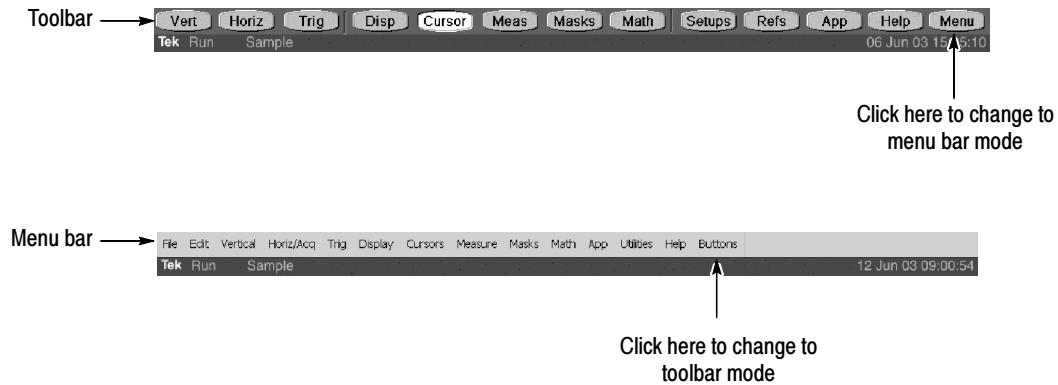 Toolbar
Vert Horiz Trig Disp Cursor Meas Masks Math Setups Refs App Help Menu
Tek Run Sample 06 Jun 03 15 5:10
Click here to change to
menu bar mode
Menu bar
File Edit Vertical Horiz/Acq Trig Display Cursors Measure Masks Math App Utilities Help Buttons
Tek Run Sample 12 Jun 03 09:00:54
Click here to change to
toolbar mode